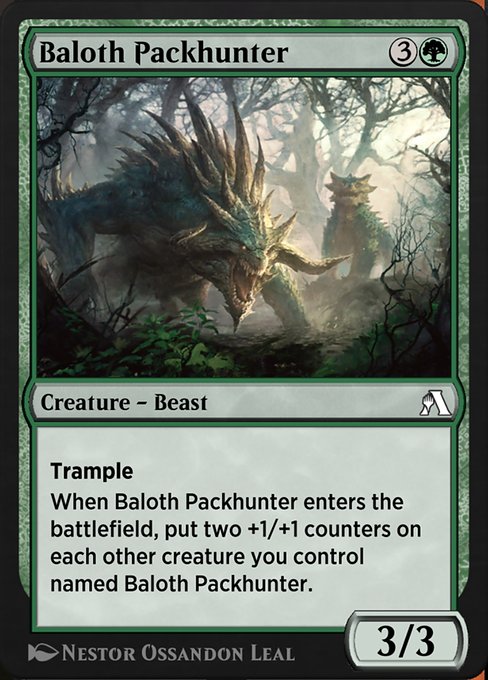 Baloth Packhunter 3
Creature – Beast
Trample
When Baloth Packhunter enters the
battlefield, put two +1/+1 counters on
each other creature you control
named Baloth Packhunter.
3/3
Nestor Ossandon Leal